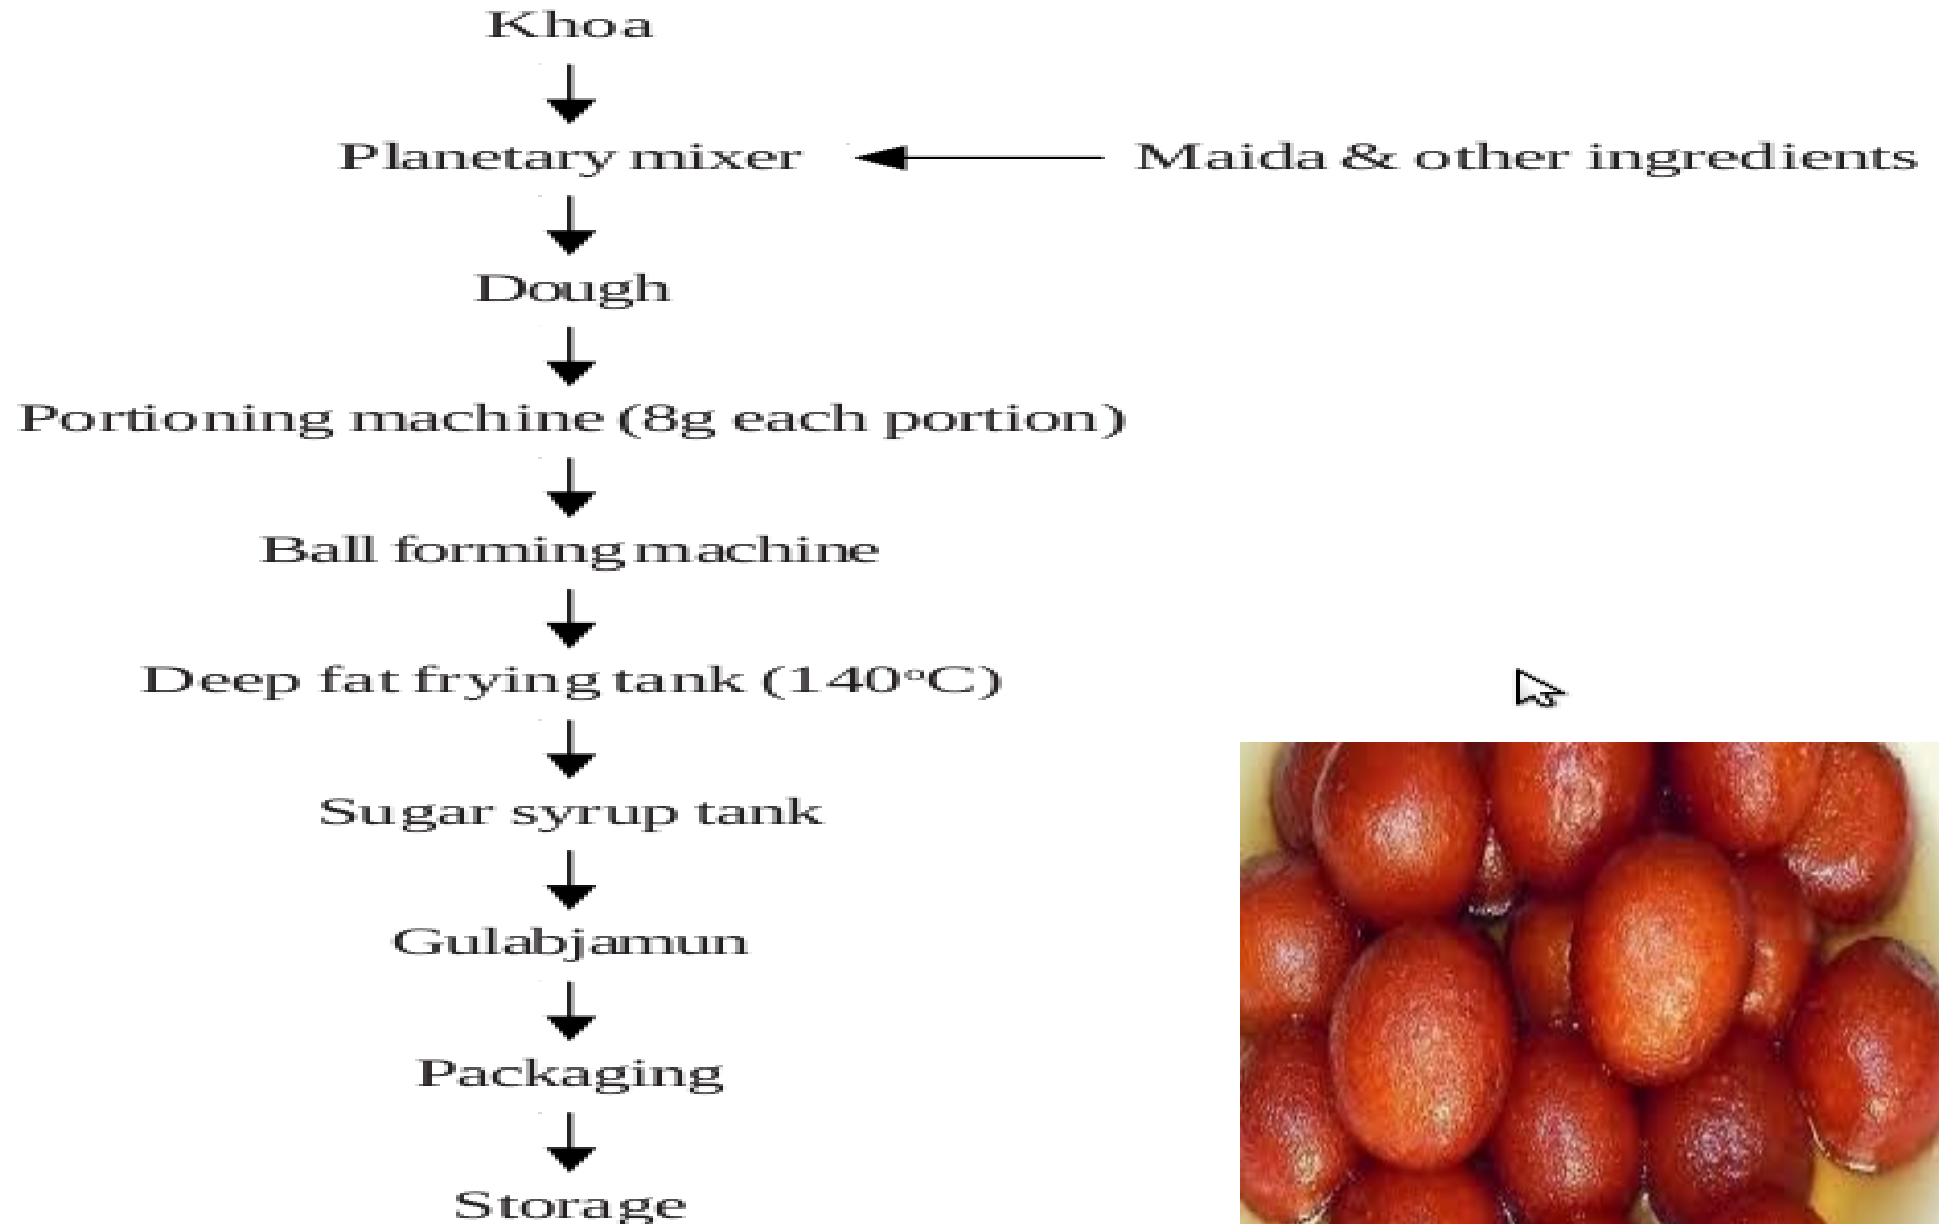 Khoa
Planetary mixer
Maida & other ingredients
Dough
Portioning machine (8g each portion)
Ball forming machine
Deep fat frying tank (140°C)
Sugar syrup tank
Gulabjamun
Packaging
Storage